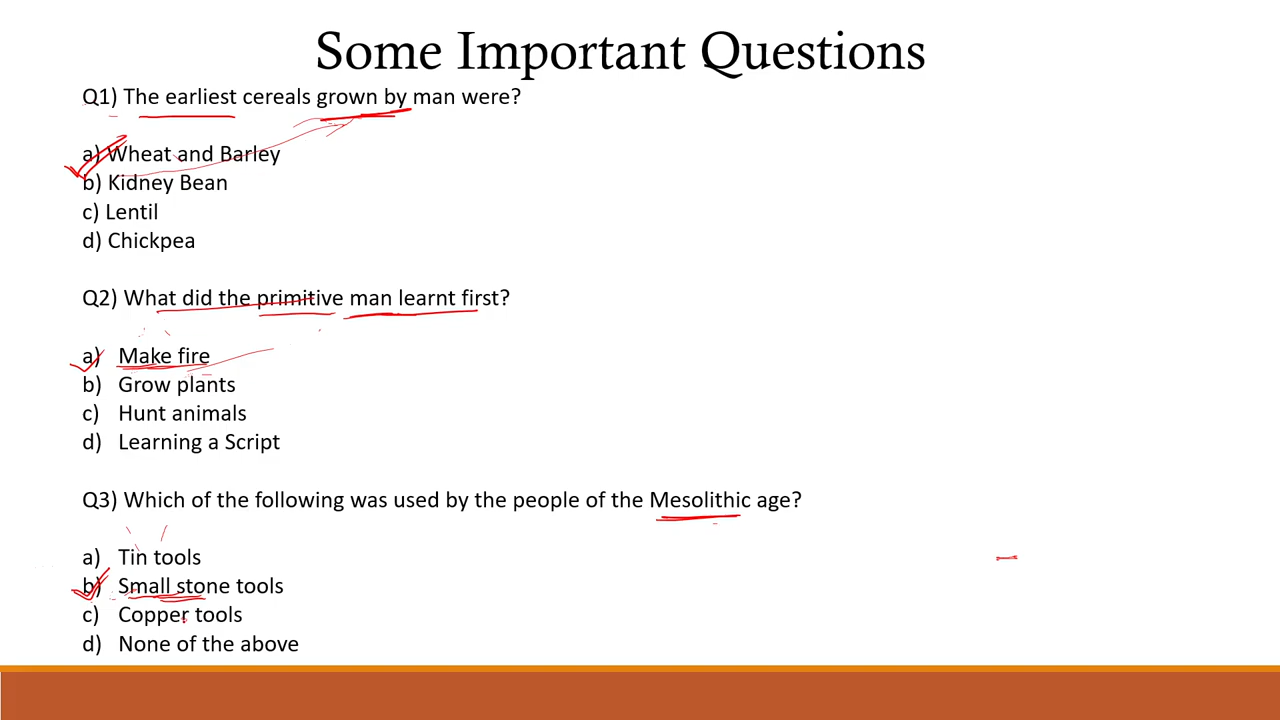 Some Important Questions
Q1) The earliest cereals grown by man were?
a) Wheat and Barley
b) Kidney Bean
c) Lentil
d) Chickpea
Q2) What did the primitive man learnt first?
a) Make fire
b) Grow plants
c) Hunt animals
d) Learning a Script
Q3) Which of the following was used by the people of the Mesolithic age?
a) Tin tools
b) Small stone tools
c) Copper tools
d) None of the above